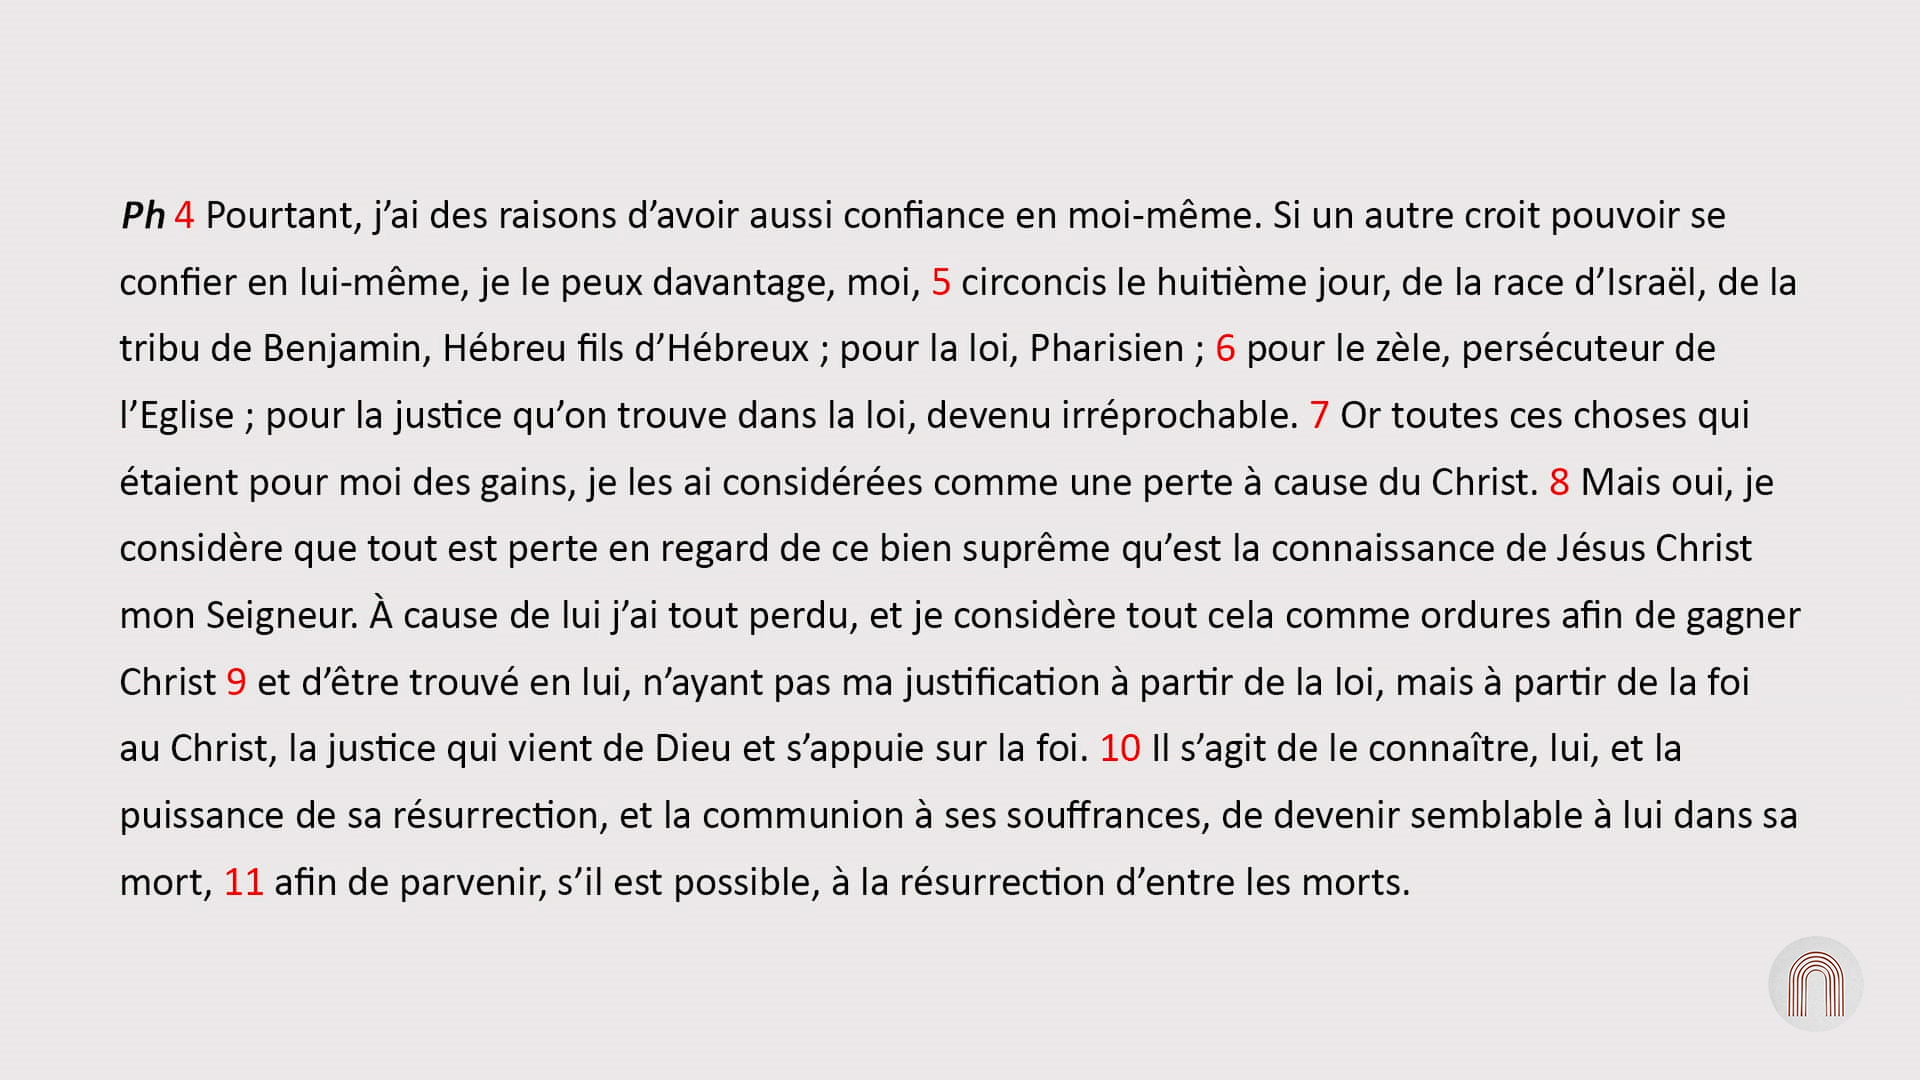 Ph 4 Pourtant, j’ai des raisons d’avoir aussi confiance en moi-même. Si un autre croit pouvoir se
confier en lui-même, je le peux davantage, moi, 5 circoncis le huitième jour, de la race d’Israël, de la
tribu de Benjamin, Hébreu fils d’Hébreux ; pour la loi, Pharisien ; 6 pour le zèle, persécuteur de
l’Eglise ; pour la justice qu’on trouve dans la loi, devenu irréprochable. 7 Or toutes ces choses qui
étaient pour moi des gains, je les ai considérées comme une perte à cause du Christ. 8 Mais oui, je
considère que tout est perte en regard de ce bien suprême qu’est la connaissance de Jésus Christ
mon Seigneur. À cause de lui j’ai tout perdu, et je considère tout cela comme ordures afin de gagner
Christ 9 et d’être trouvé en lui, n’ayant pas ma justification à partir de la loi, mais à partir de la foi
au Christ, la justice qui vient de Dieu et s’appuie sur la foi. 10 Il s’agit de le connaître, lui, et la
puissance de sa résurrection, et la communion à ses souffrances, de devenir semblable à lui dans sa
mort, 11 afin de parvenir, s’il est possible, à la résurrection d’entre les morts.